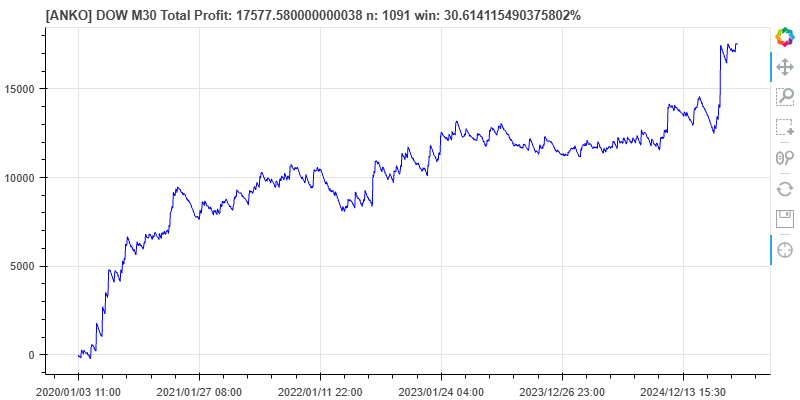 [ANKO] DOW M30 Total Profit: 17577.580000000038 n: 1091 win: 30.614115490375802%
15000
10000
5000
0
2020/01/03 11:00 2021/01/27 08:00 2022/01/11 22:00 2023/01/24 04:00 2023/12/26 23:00 2024/12/13 15:30